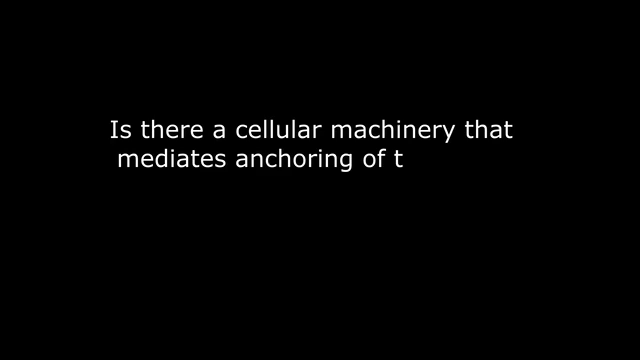 Is there a cellular machinery that
mediates anchoring of t